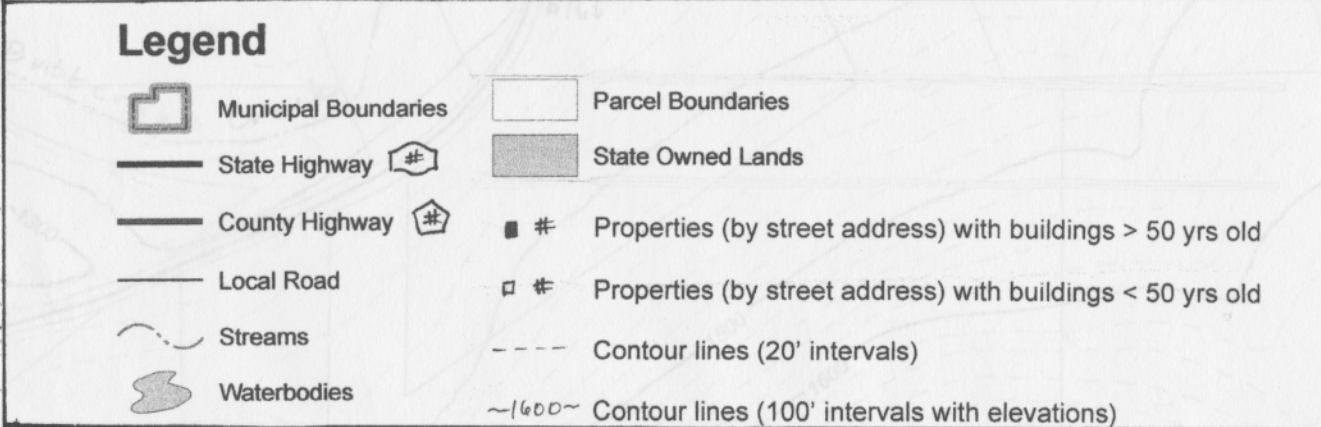 Legend
Municipal Boundaries
State Highway #
County Highway #
Local Road
Streams
Waterbodies
Parcel Boundaries
State Owned Lands
# Properties (by street address) with buildings > 50 yrs old
# Properties (by street address) with buildings < 50 yrs old
Contour lines (20' intervals)
~1600~ Contour lines (100' intervals with elevations)